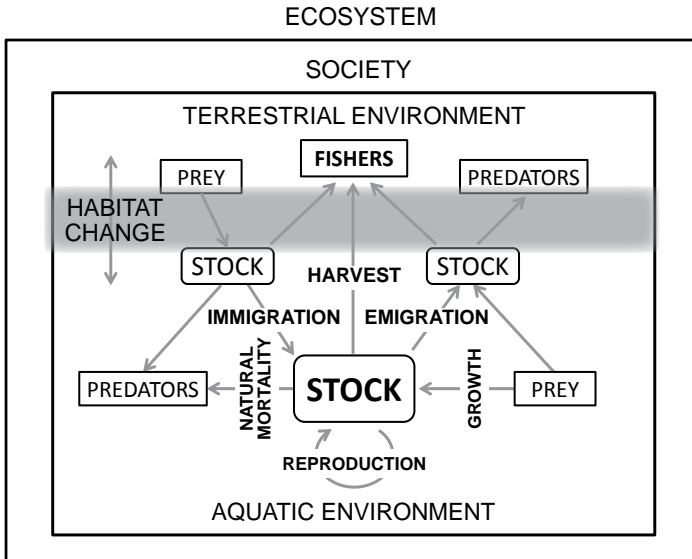 ECOSYSTEM
SOCIETY
TERRESTRIAL ENVIRONMENT
FISHERS
PREY
PREDATORS
HABITAT
CHANGE
STOCK
STOCK
HARVEST
IMMIGRATION
EMIGRATION
NATURAL
MORTALITY
PREDATORS
STOCK
GROWTH
PREY
REPRODUCTION
AQUATIC ENVIRONMENT